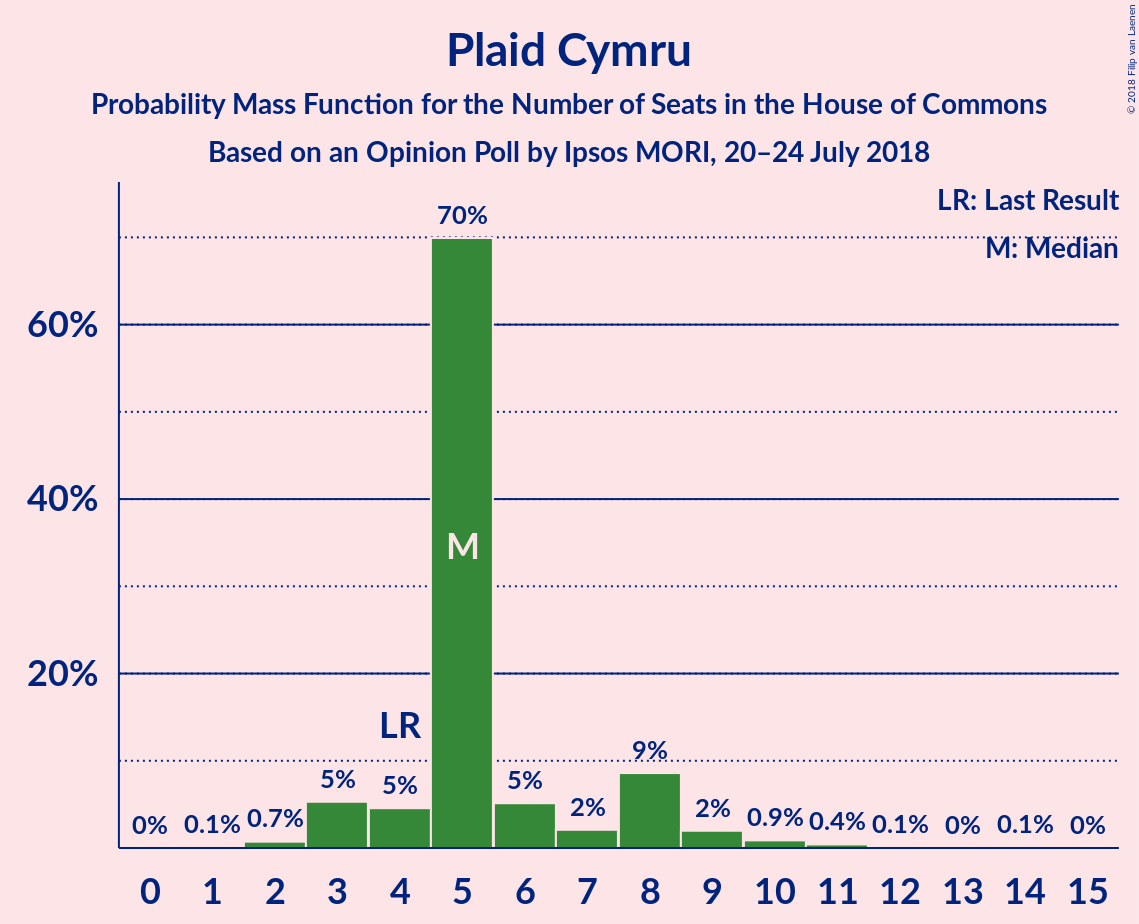 Plaid Cymru
Probability Mass Function for the Number of Seats in the House of Commons
Based on an Opinion Poll by Ipsos MORI, 20–24 July 2018
© 2018 Filip van Laenen
LR: Last Result
M: Median
60%
40%
20%
70%
M
LR
0% 0.1% 0.7% 5% 5% 5% 2% 9% 2% 0.9% 0.4% 0.1% 0% 0.1% 0%
0 1 2 3 4 5 6 7 8 9 10 11 12 13 14 15